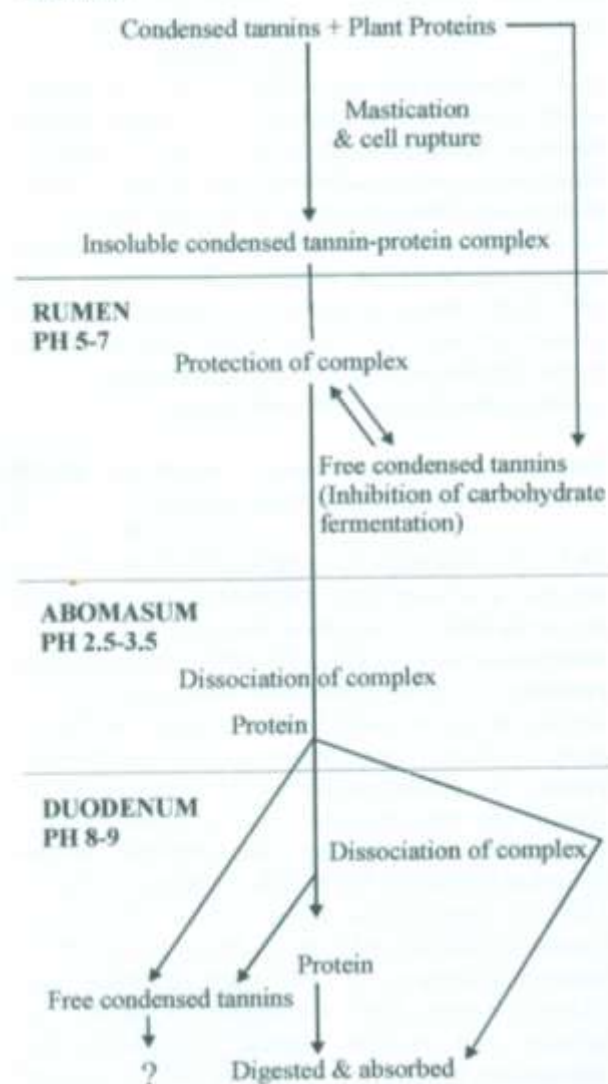 Condensed tannins + Plant Proteins
Mastication
& cell rupture
Insoluble condensed tannin-protein complex
RUMEN
PH 5-7
Protection of complex
Free condensed tannins
(Inhibition of carbohydrate
fermentation)
ABOMASUM
PH 2.5-3.5
Dissociation of complex
Protein
DUODENUM
PH 8-9
Dissociation of complex
Protein
Free condensed tannins
?
Digested & absorbed